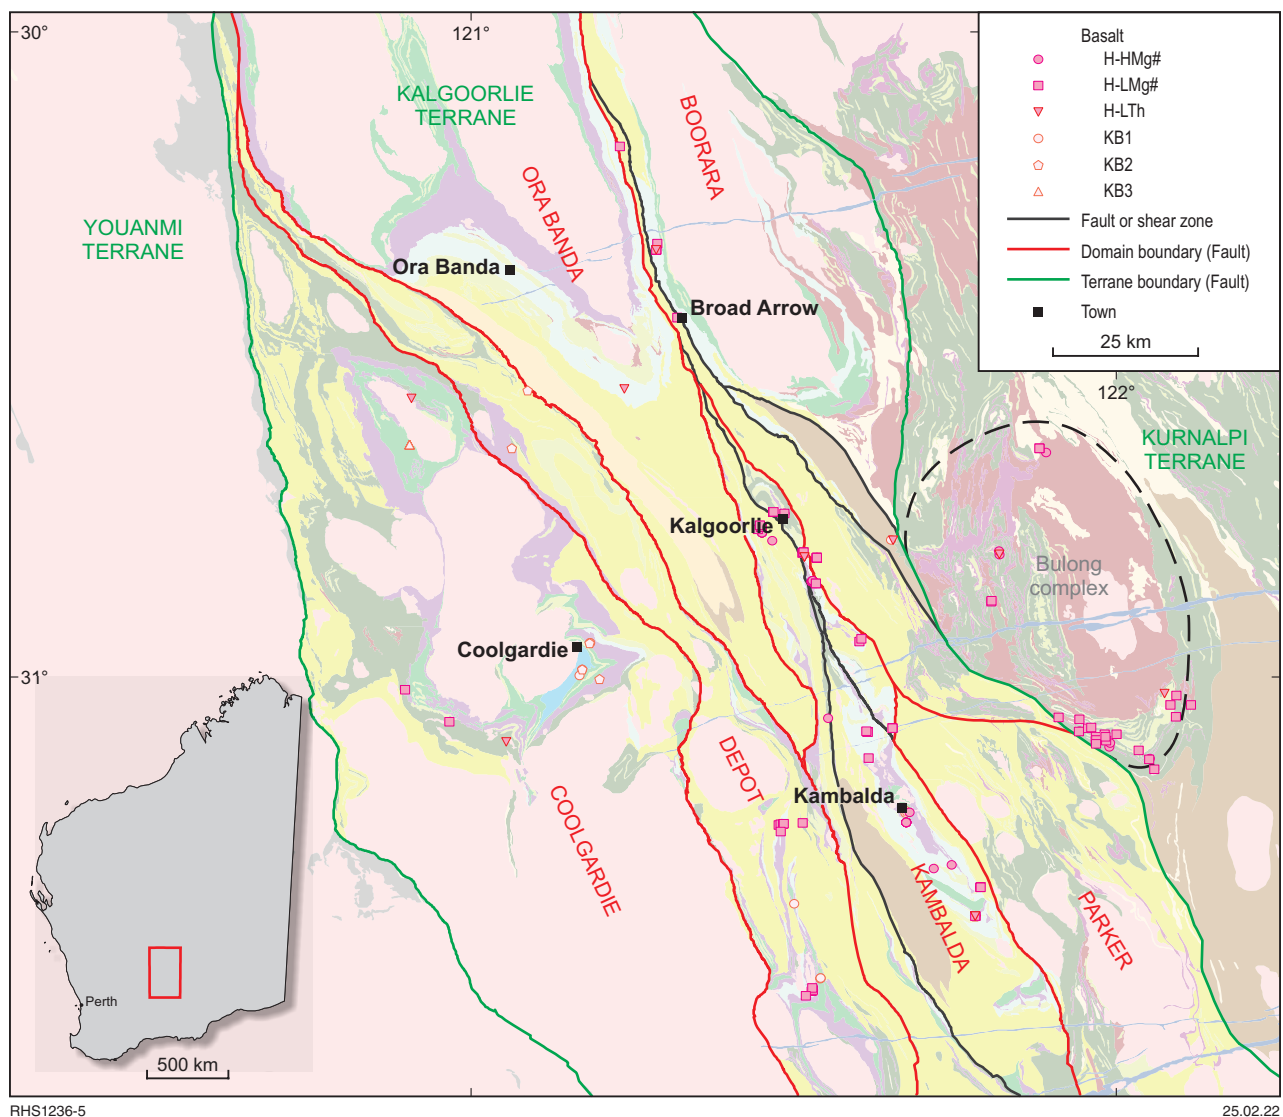 30°
121°
Basalt
H-HMg#
H-LMg#
H-LTh
KB1
KB2
KB3
Fault or shear zone
Domain boundary (Fault)
Terrane boundary (Fault)
Town
25 km
KALGOORLIE
TERRANE
BOORARA
ORA BANDA
YOUANMI
TERRANE
Ora Banda
Broad Arrow
122°
KURNALPI
TERRANE
Kalgoorlie
Bulong
complex
Coolgardie
31°
DEPOT
Kambalda
COOLGARDIE
KAMBALDA
PARKER
Perth
500 km
RHS1236-5
25.02.22